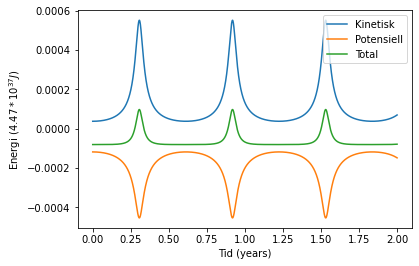 0.0006
0.0004
0.0002
0.0000
−0.0002
−0.0004
Energi (4.47 * 10³⁷J)
Kinetisk
Potensiell
Total
0.00 0.25 0.50 0.75 1.00 1.25 1.50 1.75 2.00
Tid (years)